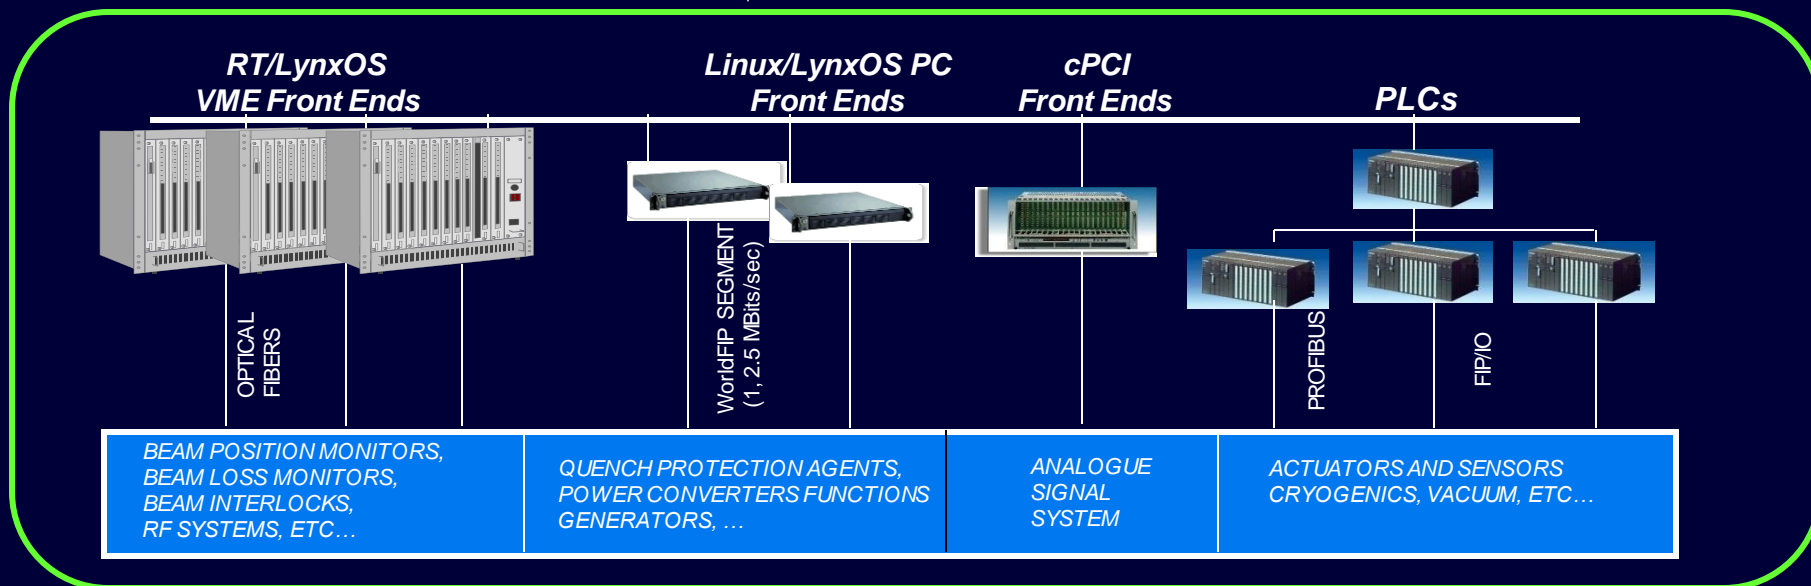 RT/LynxOS
VME Front Ends
Linux/LynxOS PC
Front Ends
cPCI
Front Ends
PLCs
OPTICAL
FIBERS
WorldFIP SEGMENT
(1, 2.5 MBits/sec)
PROFIBUS
FIP/IO
BEAM POSITION MONITORS,
BEAM LOSS MONITORS,
BEAM INTERLOCKS,
RF SYSTEMS, ETC…
QUENCH PROTECTION AGENTS,
POWER CONVERTERS FUNCTIONS
GENERATORS, …
ANALOGUE
SIGNAL
SYSTEM
ACTUATORS AND SENSORS
CRYOGENICS, VACUUM, ETC…